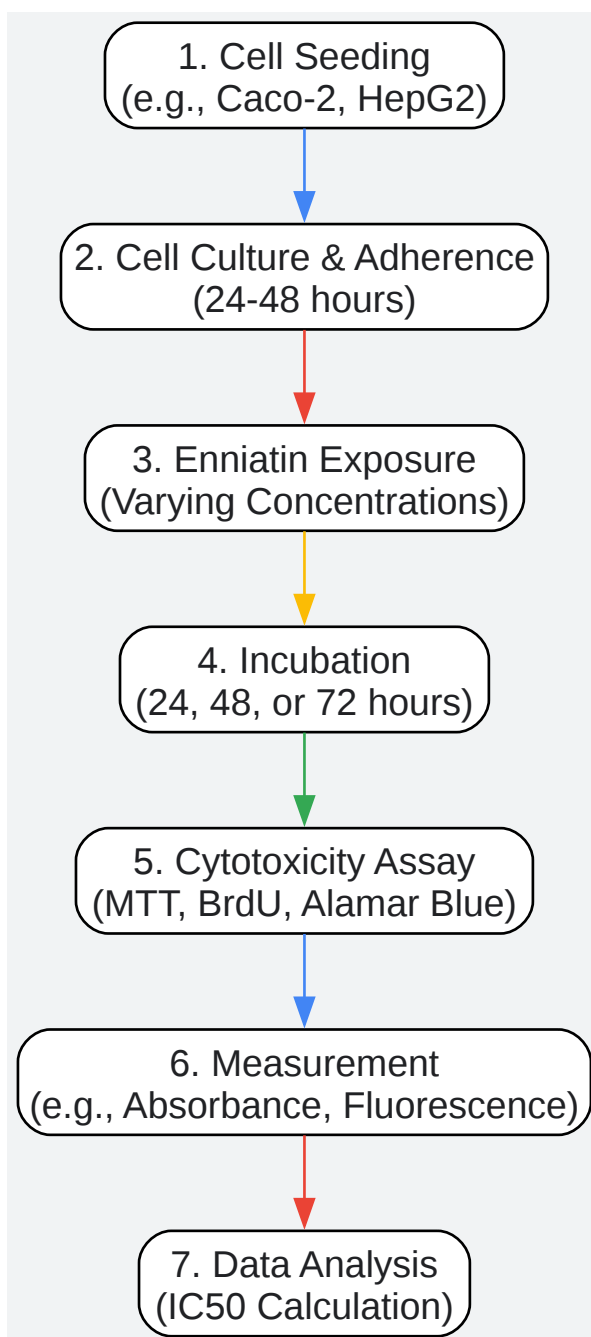 1. Cell Seeding
(e.g., Caco-2, HepG2)
2. Cell Culture & Adherence
(24-48 hours)
3. Enniatin Exposure
(Varying Concentrations)
4. Incubation
(24, 48, or 72 hours)
5. Cytotoxicity Assay
(MTT, BrdU, Alamar Blue)
6. Measurement
(e.g., Absorbance, Fluorescence)
7. Data Analysis
(IC50 Calculation)